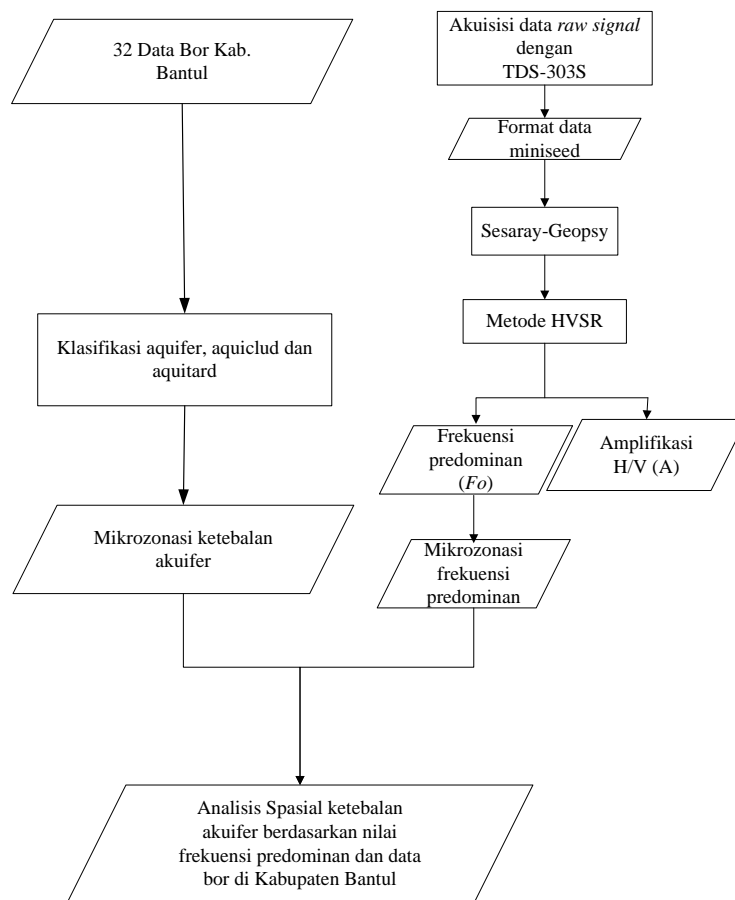 32 Data Bor Kab.
Bantul
Klasifikasi aquifer, aquiclud dan
aquitard
Mikrozonasi ketebalan
akuifer
Akuisisi data raw signal
dengan
TDS-303S
Format data
miniseed
Sesaray-Geopsy
Metode HVSR
Frekuensi
predominan
(Fo)
Amplifikasi
H/V (A)
Mikrozonasi
frekuensi
predominan
Analisis Spasial ketebalan
akuifer berdasarkan nilai
frekuensi predominan dan data
bor di Kabupaten Bantul